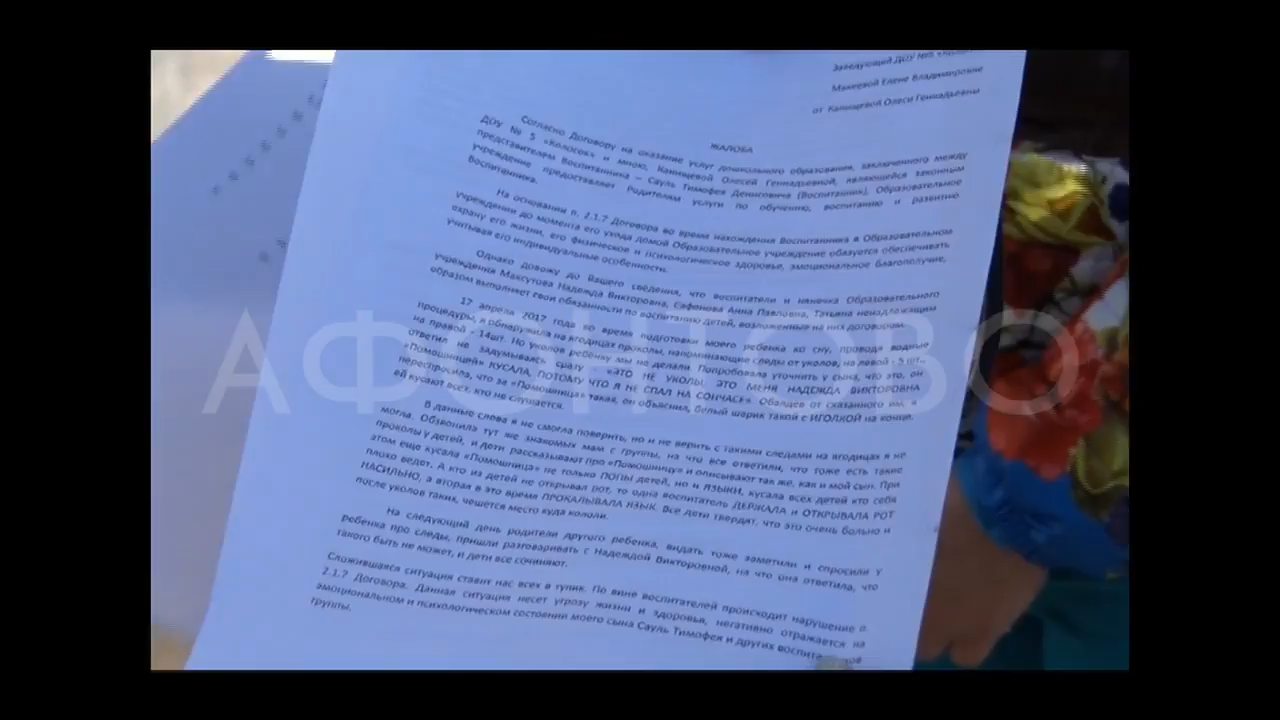 Заведующий ДОУ №5 «Колосок»
Макеевой Елене Владимировне
от Капишевой Олеси Геннадьевны
ЖАЛОБА
Согласно Договору на оказание услуг дошкольного образования, заключенного между
ДОУ № 5 «Колосок» и мною, Капишевой Олесей Геннадьевной, являющейся законным
представителем Воспитанника – Сауль Тимофея Денисовича (Воспитанник), Образовательное
учреждение предоставляет Родителям услуги по обучению, воспитанию и развитию
Воспитанника.
На основании п. 2.1.7 Договора во время нахождения Воспитанника в Образовательном
учреждении до момента его ухода домой Образовательное учреждение обязуется обеспечивать
охрану его жизни, его физическое и психологическое здоровье, эмоциональное благополучие,
учитывая его индивидуальные особенности.
Однако довожу до Вашего сведения, что воспитатели и нянечка Образовательного
учреждения Максутова Надежда Викторовна, Сафонова Анна Павловна, Татьяна ненадлежащим
образом выполняет свои обязанности по воспитанию детей, возложенные на них договором.
17 апреля 2017 года во время подготовки моего ребенка ко сну, проводя водные
процедуры, я обнаружила на ягодицах проколы, напоминающие следы от уколов, на левой - 5 шт.,
на правой - 14шт. Но уколов ребенку мы не делали. Попробовала уточнить у сына, что это, он
ответил не задумываясь сразу - «ЭТО НЕ УКОЛЫ, ЭТО МЕНЯ НАДЕЖДА ВИКТОРОВНА
«Помощницей» КУСАЛА, ПОТОМУ ЧТО Я НЕ СПАЛ НА СОНЧАСЕ». Обалдев от сказанного им, я
переспросила, что за «Помощница» такая, он объяснил, белый шарик такой с ИГОЛКОЙ на конце,
ей кусают всех, кто не слушается.
В данные слова я не смогла поверить, но и не верить с такими следами на ягодицах я не
могла. Обзвонила тут же знакомых мам с группы, на что все ответили, что тоже есть такие
проколы у детей, и дети рассказывают про «Помощницу» и описывают так же, как и мой сын. При
этом еще кусала «Помошница» не только ПОПЫ детей, но и ЯЗЫКИ, кусала всех детей кто себя
плохо ведет. А кто из детей не открывал рот, то одна воспитатель ДЕРЖАЛА и ОТКРЫВАЛА РОТ
НАСИЛЬНО, а вторая в это время ПРОКАЛЫВАЛА ЯЗЫК. Все дети твердят, что это очень больно и
после уколов таких, чешется место куда кололи.
На следующий день родители другого ребенка, видать тоже заметили и спросили у
ребенка про следы, пришли разговаривать с Надеждой Викторовной, на что она ответила, что
такого быть не может, и дети все сочиняют.
Сложившаяся ситуация ставит нас всех в тупик. По вине воспитателей происходит нарушение п.
2.1.7 Договора. Данная ситуация несет угрозу жизни и здоровья, негативно отражается на
эмоциональном и психологическом состоянии моего сына Сауль Тимофея и других
группы.
АФОНТОВО